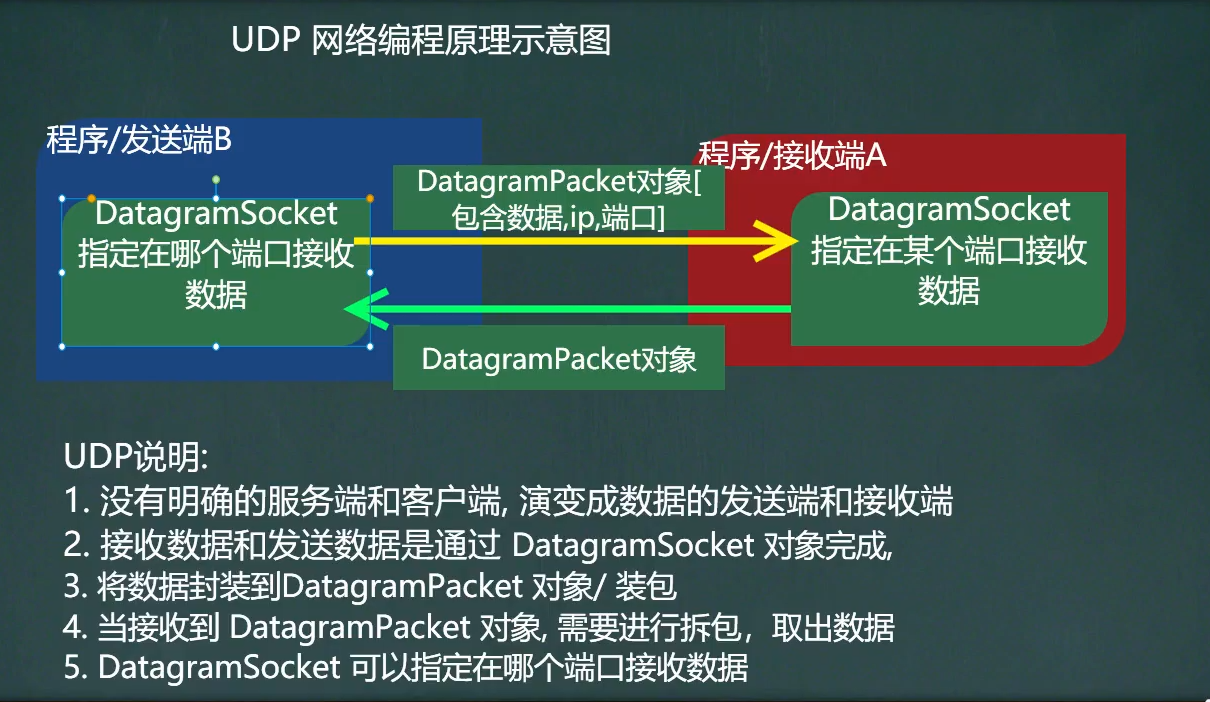 UDP 网络编程原理示意图
程序/发送端B
程序/接收端A
DatagramPacket对象[
包含数据,ip,端口]
DatagramSocket
指定在哪个端口接收
数据
DatagramSocket
指定在某个端口接收
数据
DatagramPacket对象
UDP说明:
1. 没有明确的服务端和客户端, 演变成数据的发送端和接收端
2. 接收数据和发送数据是通过 DatagramSocket 对象完成,
3. 将数据封装到DatagramPacket 对象/ 装包
4. 当接收到 DatagramPacket 对象, 需要进行拆包，取出数据
5. DatagramSocket 可以指定在哪个端口接收数据